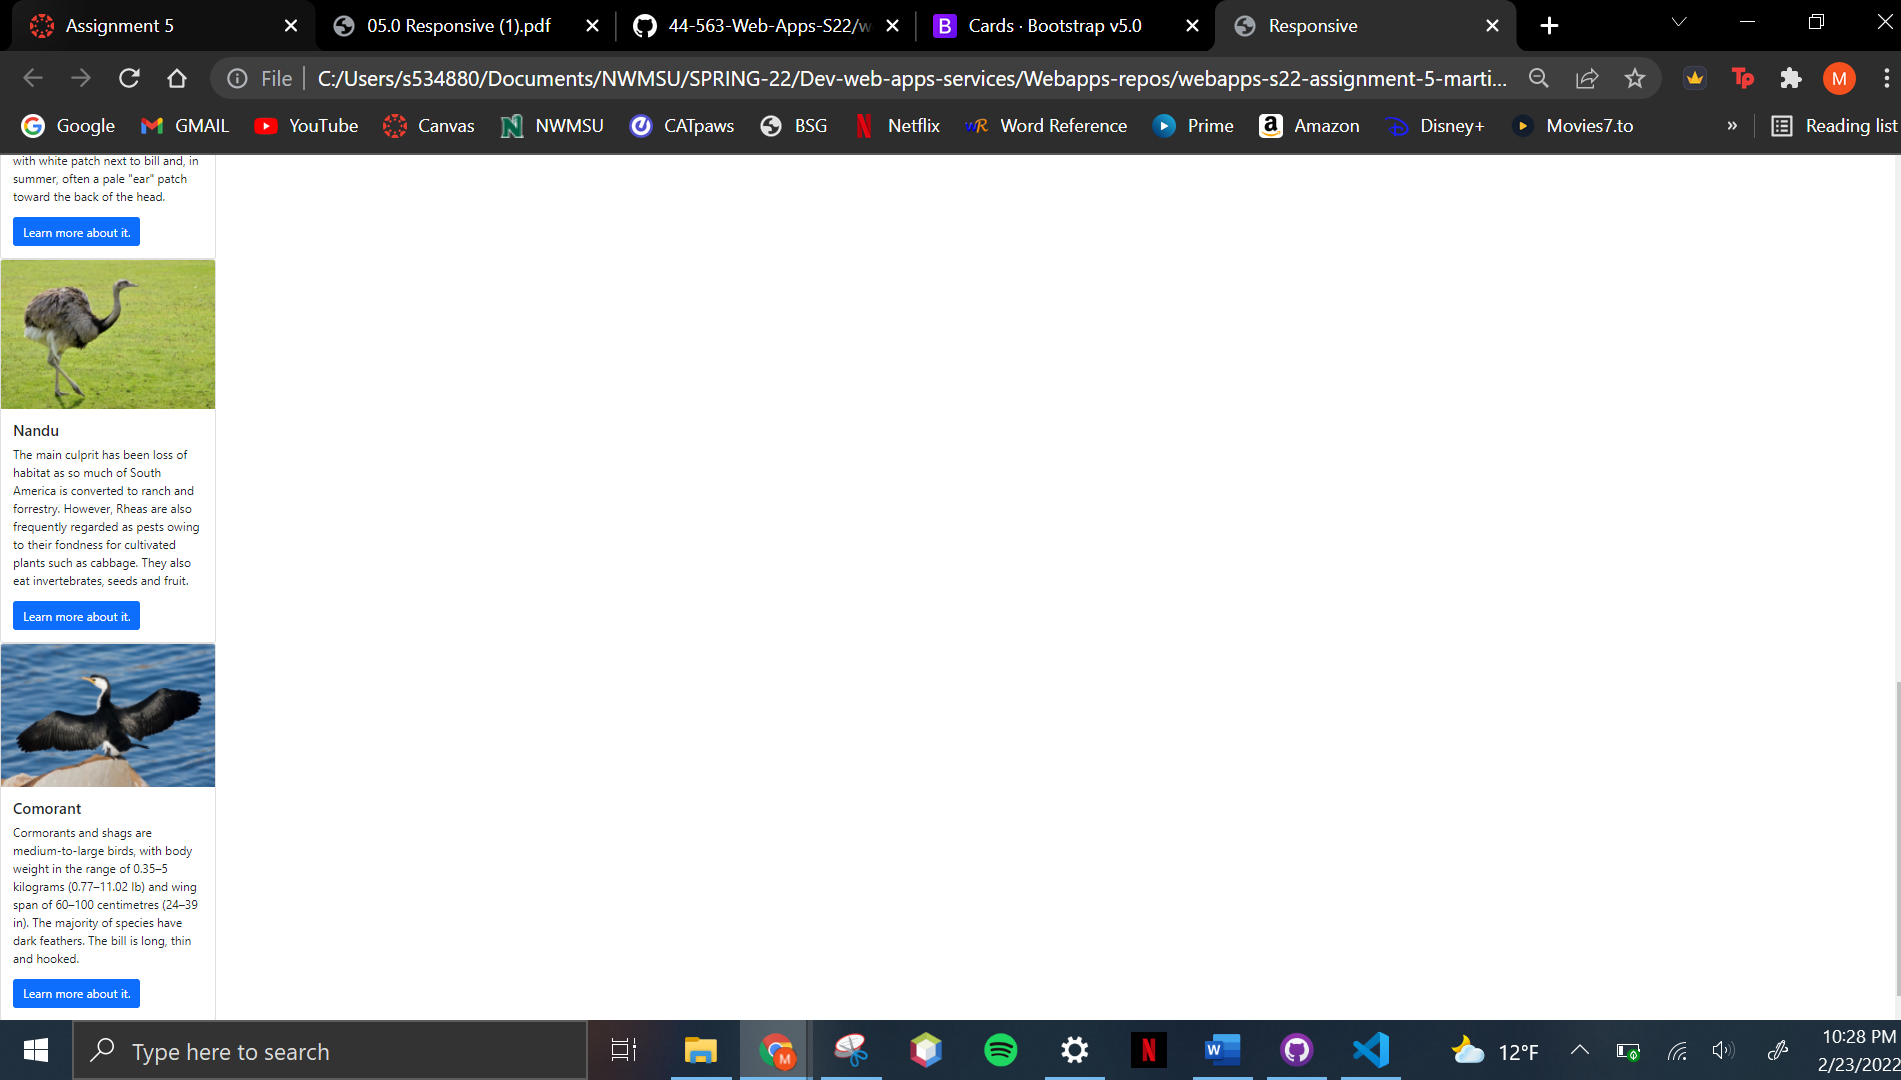 Assignment 5
05.0 Responsive (1).pdf
44-563-Web-Apps-S22/w
Cards · Bootstrap v5.0
Responsive
File
C:/Users/s534880/Documents/NWMSU/SPRING-22/Dev-web-apps-services/Webapps-repos/webapps-s22-assignment-5-marti...
M
Google
GMAIL
YouTube
Canvas
NWMSU
CATpaws
BSG
Netflix
Word Reference
Prime
Amazon
Disney+
Movies7.to
»
Reading list
with white patch next to bill and, in
summer, often a pale "ear" patch
toward the back of the head.
Learn more about it.
Nandu
The main culprit has been loss of
habitat as so much of South
America is converted to ranch and
forrestry. However, Rheas are also
frequently regarded as pests owing
to their fondness for cultivated
plants such as cabbage. They also
eat invertebrates, seeds and fruit.
Learn more about it.
Comorant
Cormorants and shags are
medium-to-large birds, with body
weight in the range of 0.35–5
kilograms (0.77–11.02 lb) and wing
span of 60–100 centimetres (24–39
in). The majority of species have
dark feathers. The bill is long, thin
and hooked.
Learn more about it.
Type here to search
12°F
10:28 PM
2/23/2022